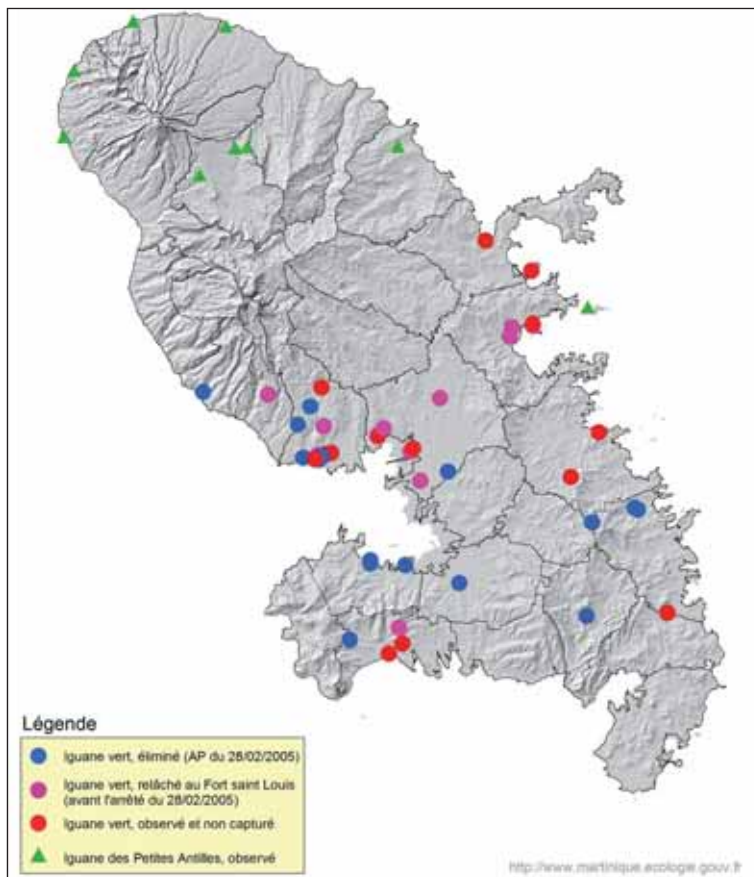 Légende
Iguane vert, éliminé (AP du 28/02/2005)
Iguane vert, relâché au Fort saint Louis
(avant l'arrêté du 28/02/2005)
Iguane vert, observé et non capturé
Iguane des Petites Antilles, observé
http://www.martinique.ecologie.gouv.fr